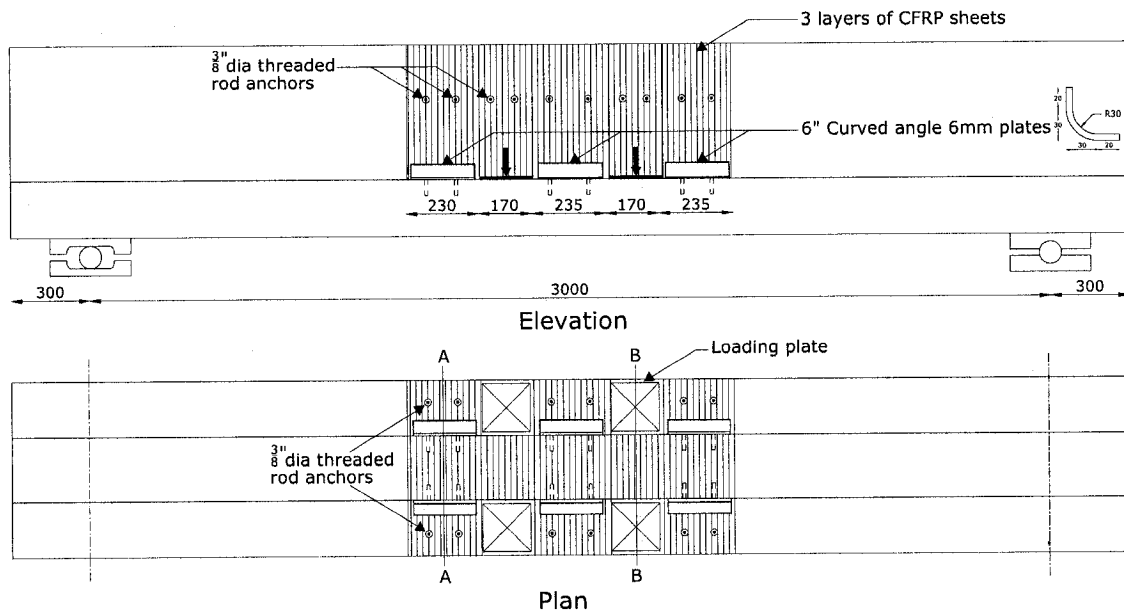 3 layers of CFRP sheets
3"
8 dia threaded
rod anchors
20
30
R30
30 20
6" Curved angle 6mm plates
230 170 235 170 235
300 3000 300
Elevation
A B
Loading plate
3"
8 dia threaded
rod anchors
A B
Plan